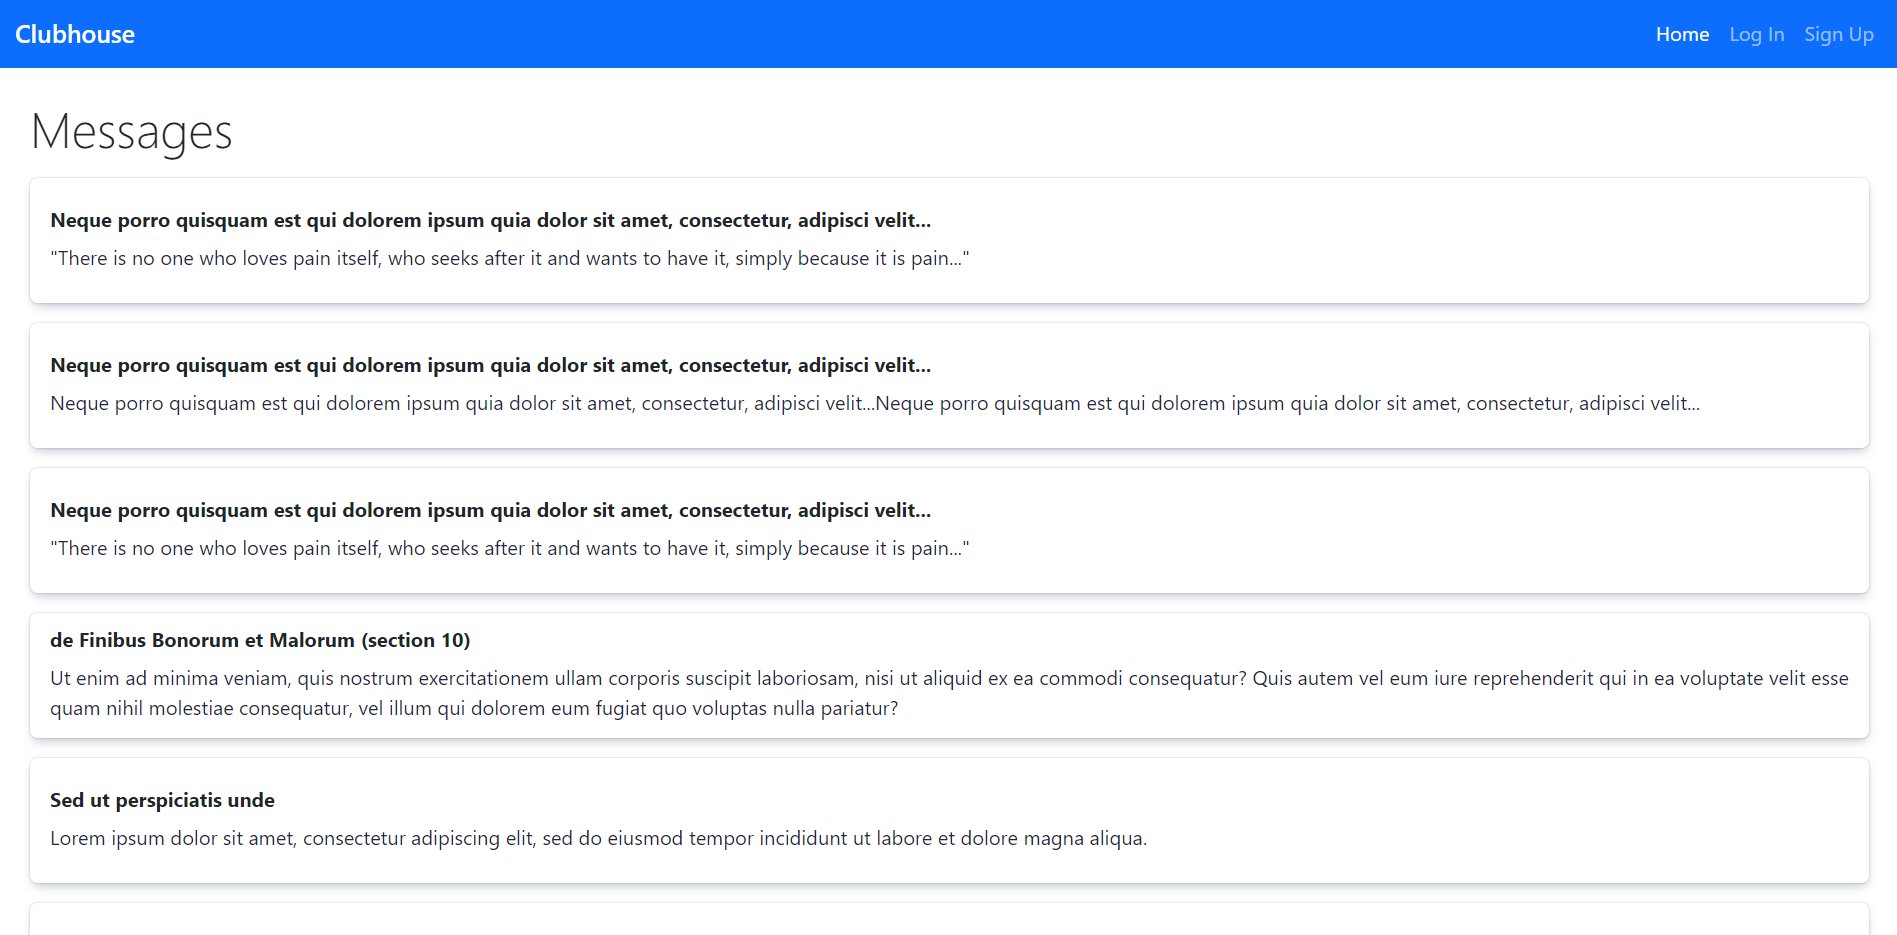 Clubhouse
Home Log In Sign Up
Messages
Neque porro quisquam est qui dolorem ipsum quia dolor sit amet, consectetur, adipisci velit...
"There is no one who loves pain itself, who seeks after it and wants to have it, simply because it is pain..."
Neque porro quisquam est qui dolorem ipsum quia dolor sit amet, consectetur, adipisci velit...
Neque porro quisquam est qui dolorem ipsum quia dolor sit amet, consectetur, adipisci velit...Neque porro quisquam est qui dolorem ipsum quia dolor sit amet, consectetur, adipisci velit...
Neque porro quisquam est qui dolorem ipsum quia dolor sit amet, consectetur, adipisci velit...
"There is no one who loves pain itself, who seeks after it and wants to have it, simply because it is pain..."
de Finibus Bonorum et Malorum (section 10)
Ut enim ad minima veniam, quis nostrum exercitationem ullam corporis suscipit laboriosam, nisi ut aliquid ex ea commodi consequatur? Quis autem vel eum iure reprehenderit qui in ea voluptate velit esse
quam nihil molestiae consequatur, vel illum qui dolorem eum fugiat quo voluptas nulla pariatur?
Sed ut perspiciatis unde
Lorem ipsum dolor sit amet, consectetur adipiscing elit, sed do eiusmod tempor incididunt ut labore et dolore magna aliqua.